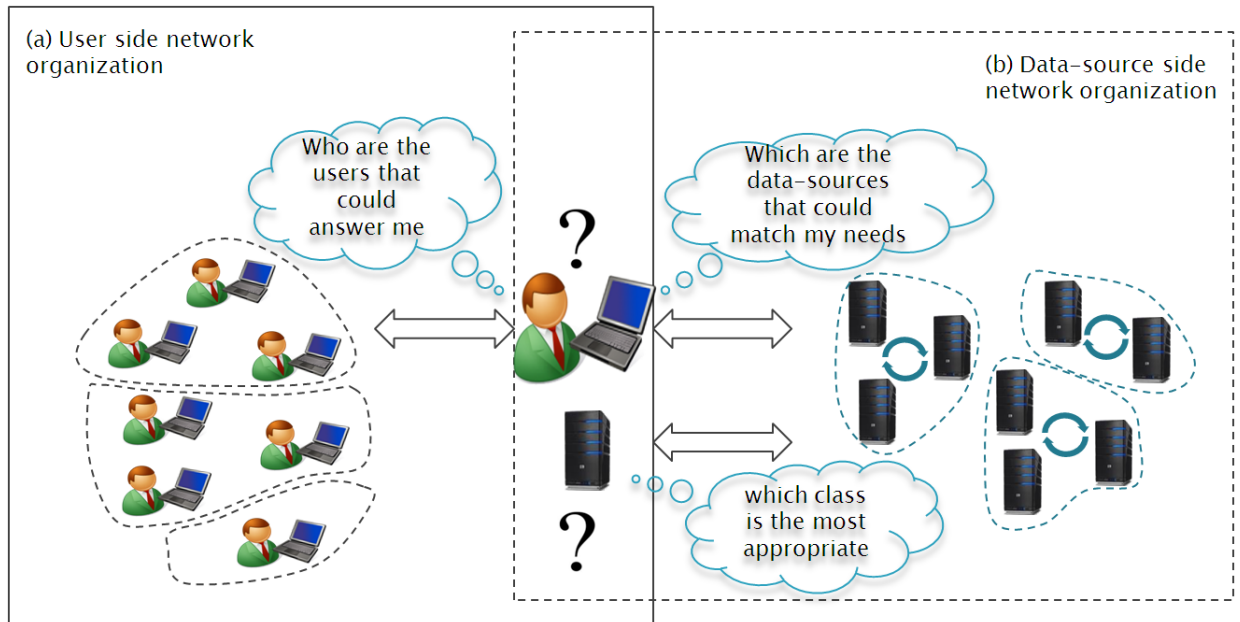 (a) User side network
organization
(b) Data-source side
network organization
Who are the
users that
could
answer me
Which are the
data-sources
that could
match my needs
?
which class
is the most
appropriate
?